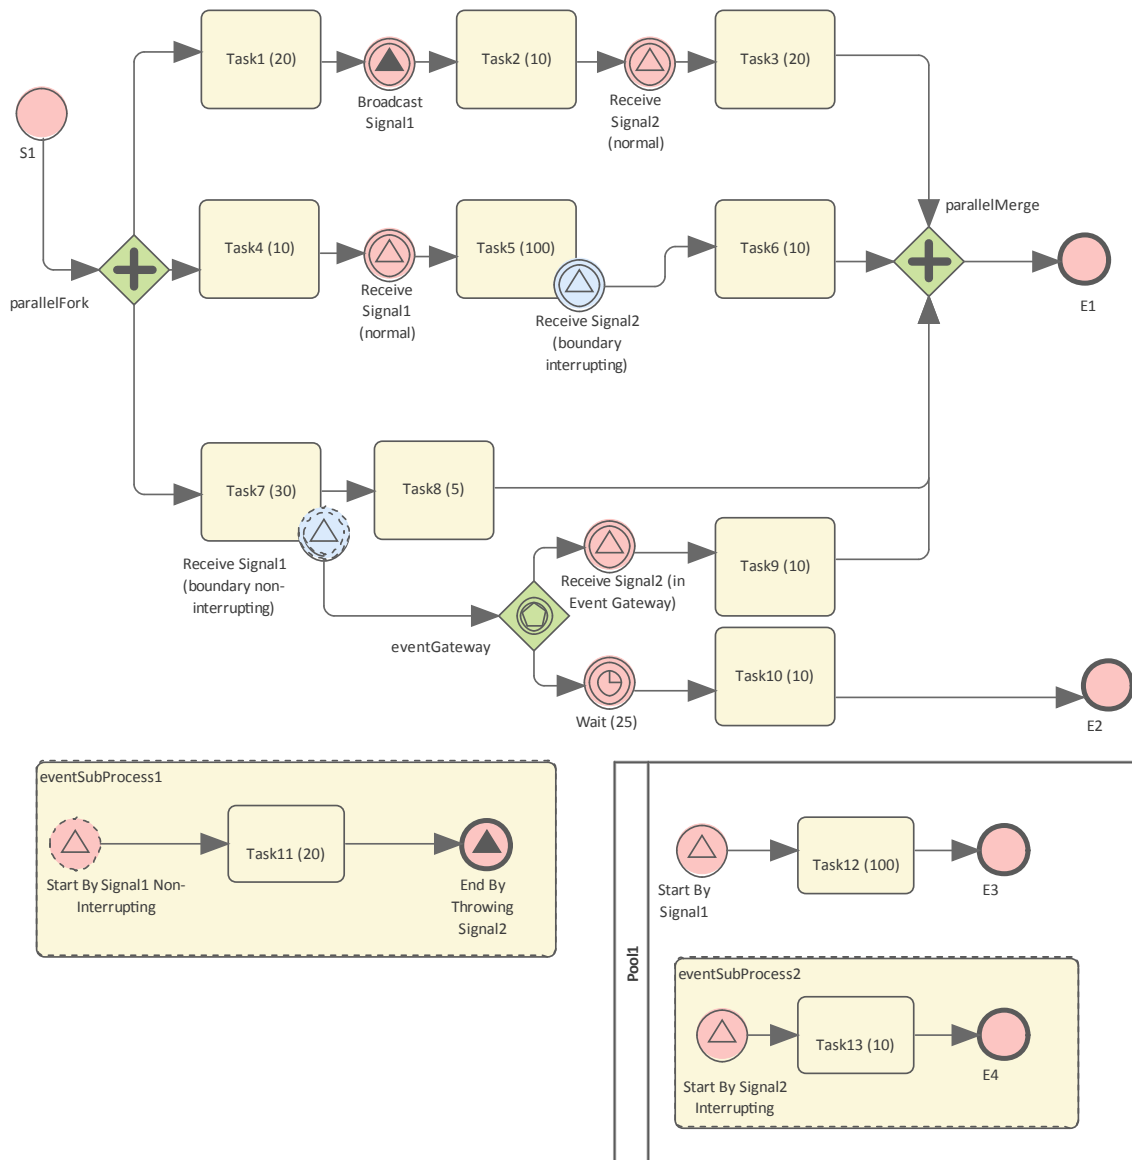 Task1 (20)
Broadcast
Signal1
Task2 (10)
Receive
Signal2
(normal)
Task3 (20)
S1
parallelFork
Task4 (10)
Receive
Signal1
(normal)
Task5 (100)
Receive Signal2
(boundary
interrupting)
Task6 (10)
parallelMerge
E1
Task7 (30)
Receive Signal1
(boundary non-
interrupting)
Task8 (5)
eventGateway
Receive Signal2 (in
Event Gateway)
Task9 (10)
Wait (25)
Task10 (10)
E2
eventSubProcess1
Start By Signal1 Non-
Interrupting
Task11 (20)
End By
Throwing
Signal2
Pool1
Start By
Signal1
Task12 (100)
E3
eventSubProcess2
Start By Signal2
Interrupting
Task13 (10)
E4